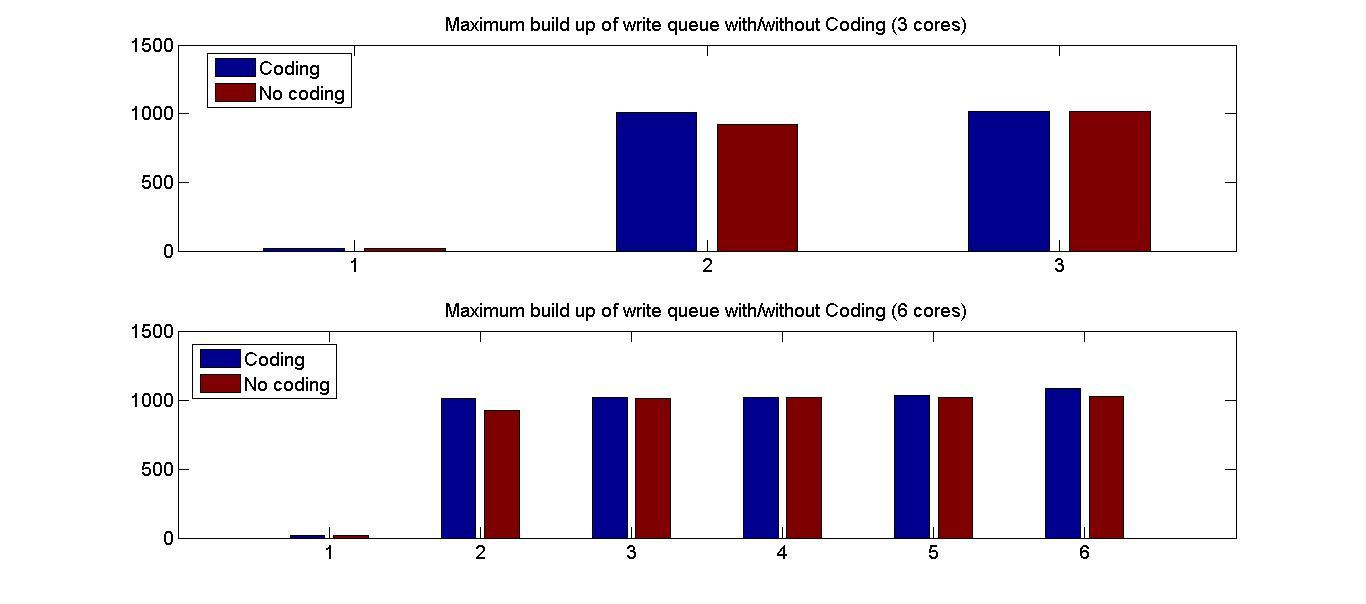 Maximum build up of write queue with/without Coding (3 cores)
1500
Coding
No coding
1000
500
0
1 2 3
Maximum build up of write queue with/without Coding (6 cores)
1500
Coding
No coding
1000
500
0
1 2 3 4 5 6